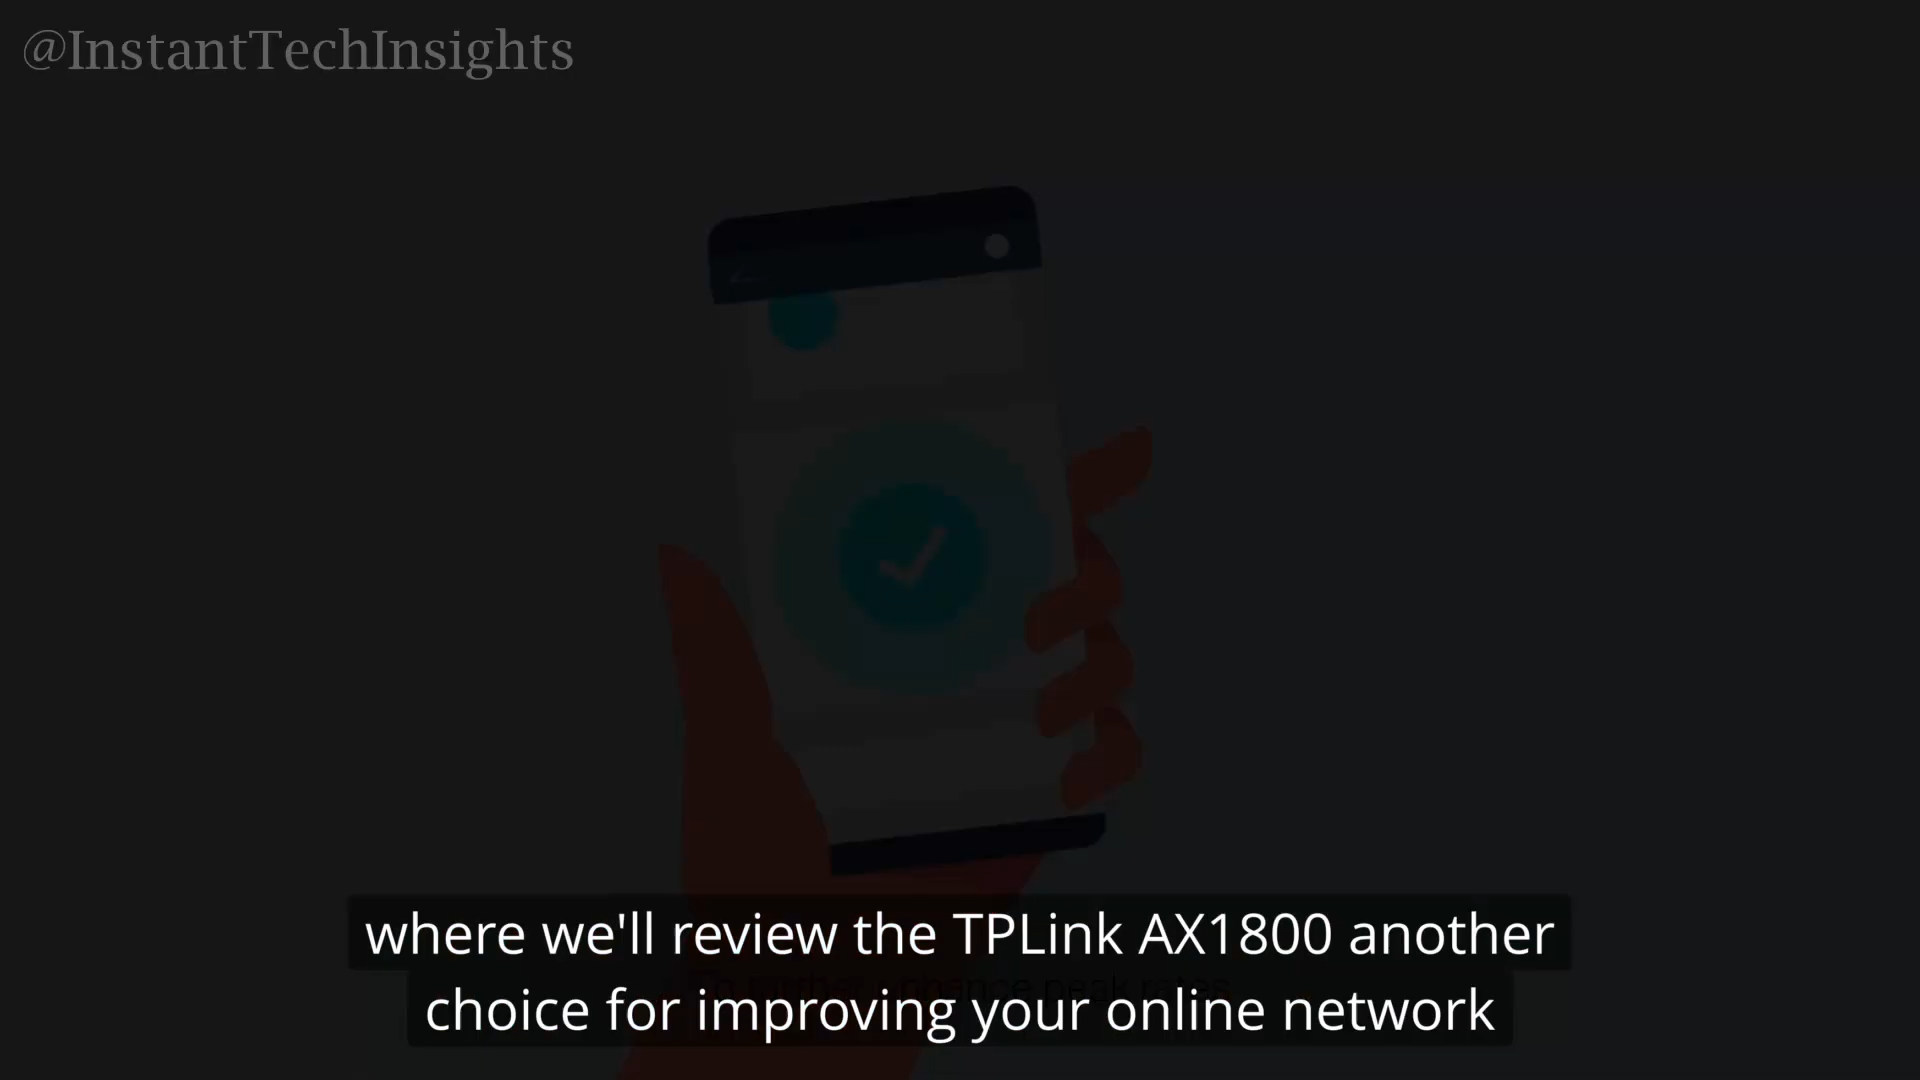 @InstantTechInsights
where we'll review the TPLink AX1800 another
choice for improving your online network